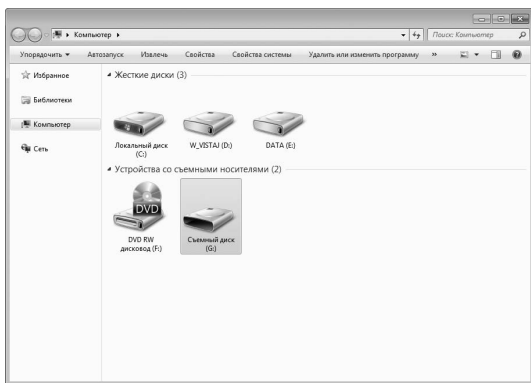 Компьютер
Поиск: Компьютер
Упорядочить Автозапуск Извлечь Свойства Свойства системы Удалить или изменить программу »
Избранное
Библиотеки
Компьютер
Сеть
Жесткие диски (3)
Локальный диск (C:)
W_VISTAJ (D:)
DATA (E:)
Устройства со съемными носителями (2)
DVD
DVD RW
дисковод (F:)
Съемный диск
(G:)